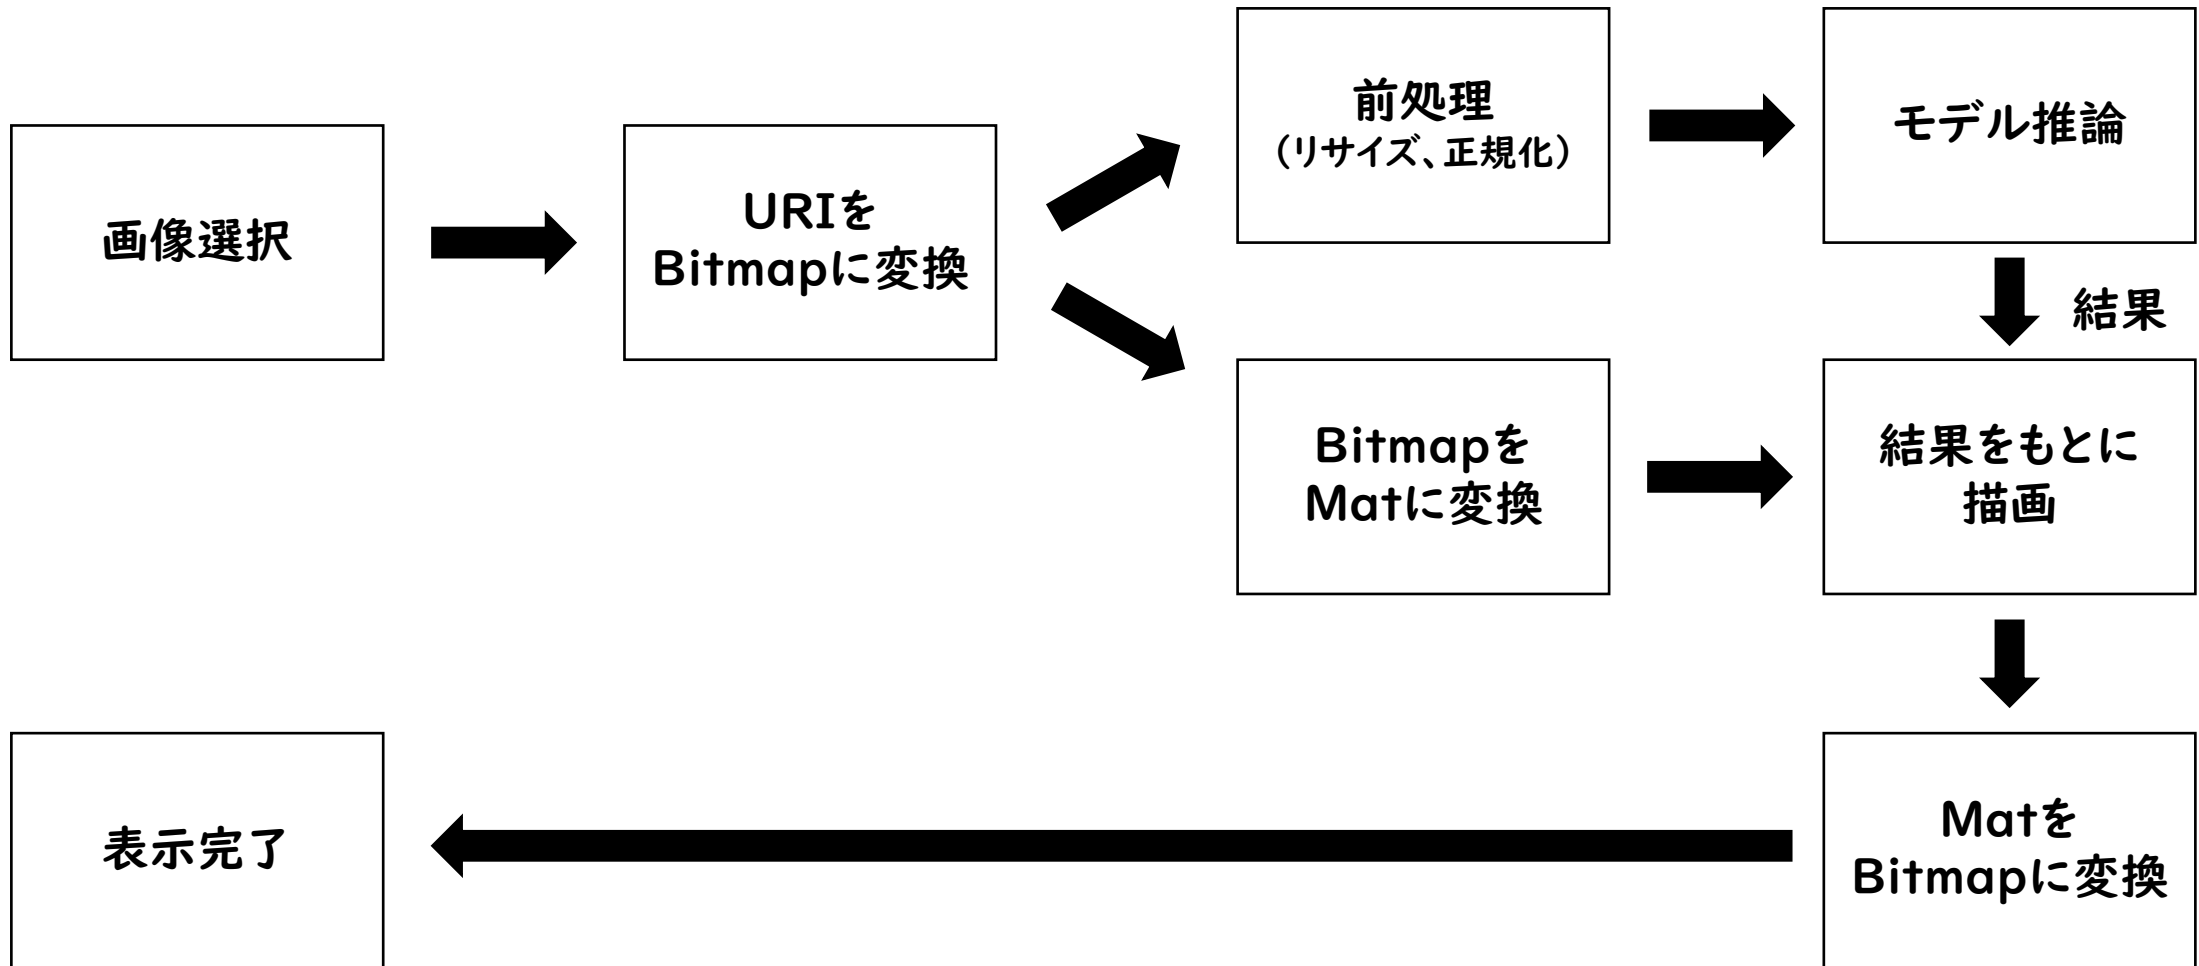 画像選択
URIを
Bitmapに変換
前処理
（リサイズ、正規化）
モデル推論
結果
Bitmapを
Matに変換
結果をもとに
描画
Matを
Bitmapに変換
表示完了